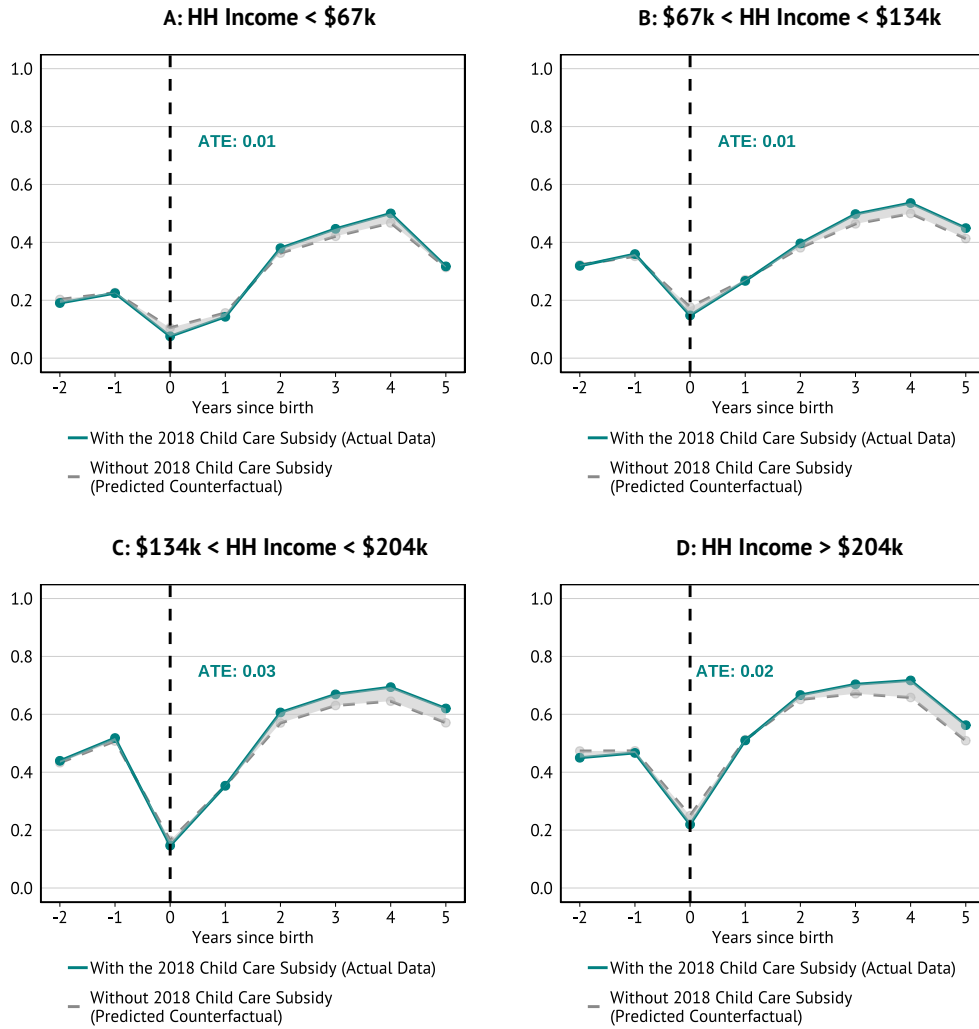 A: HH Income < $67k
1.0
0.8
0.6
0.4
0.2
0.0
ATE: 0.01
-2 -1 0 1 2 3 4 5
Years since birth
With the 2018 Child Care Subsidy (Actual Data)
Without 2018 Child Care Subsidy
(Predicted Counterfactual)
B: $67k < HH Income < $134k
1.0
0.8
0.6
0.4
0.2
0.0
ATE: 0.01
-2 -1 0 1 2 3 4 5
Years since birth
With the 2018 Child Care Subsidy (Actual Data)
Without 2018 Child Care Subsidy
(Predicted Counterfactual)
C: $134k < HH Income < $204k
1.0
0.8
0.6
0.4
0.2
0.0
ATE: 0.03
-2 -1 0 1 2 3 4 5
Years since birth
With the 2018 Child Care Subsidy (Actual Data)
Without 2018 Child Care Subsidy
(Predicted Counterfactual)
D: HH Income > $204k
1.0
0.8
0.6
0.4
0.2
0.0
ATE: 0.02
-2 -1 0 1 2 3 4 5
Years since birth
With the 2018 Child Care Subsidy (Actual Data)
Without 2018 Child Care Subsidy
(Predicted Counterfactual)